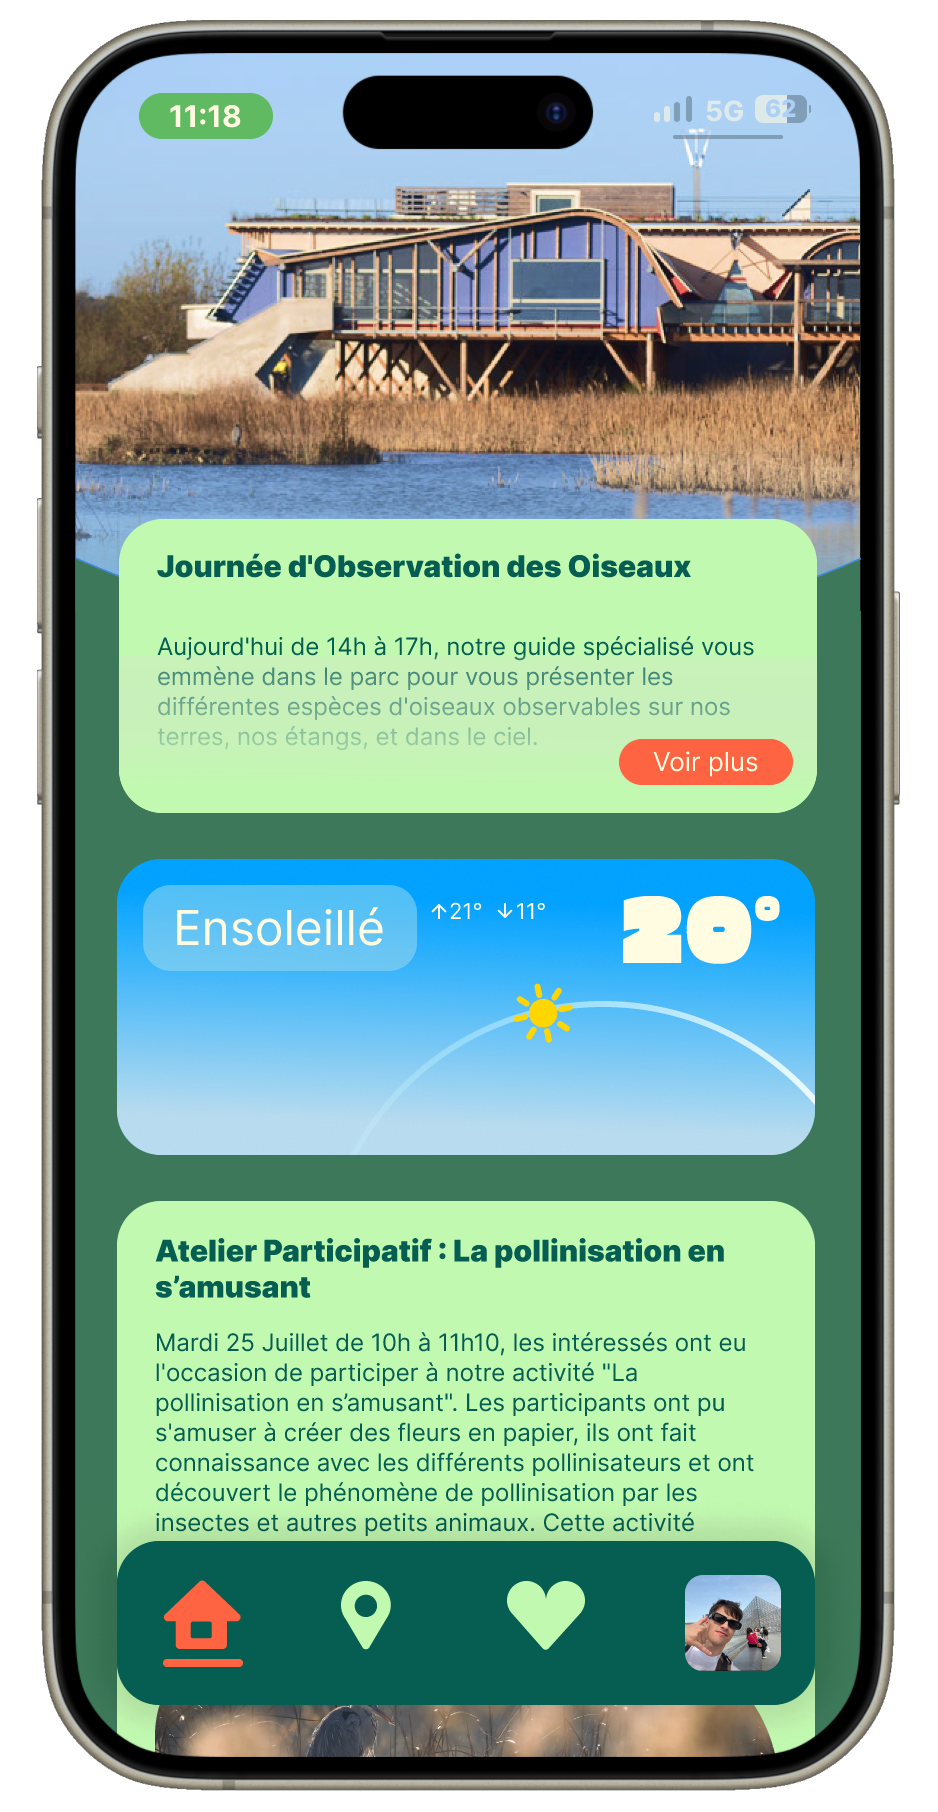 11:18
5G 62
Journée d'Observation des Oiseaux
Aujourd'hui de 14h à 17h, notre guide spécialisé vous
emmène dans le parc pour vous présenter les
différentes espèces d'oiseaux observables sur nos
terres, nos étangs, et dans le ciel.
Voir plus
Ensoleillé ↑21° ↓11° 20°
Atelier Participatif : La pollinisation en
s’amusant
Mardi 25 Juillet de 10h à 11h10, les intéressés ont eu
l'occasion de participer à notre activité "La
pollinisation en s’amusant". Les participants ont pu
s'amuser à créer des fleurs en papier, ils ont fait
connaissance avec les différents pollinisateurs et ont
découvert le phénomène de pollinisation par les
insectes et autres petits animaux. Cette activité